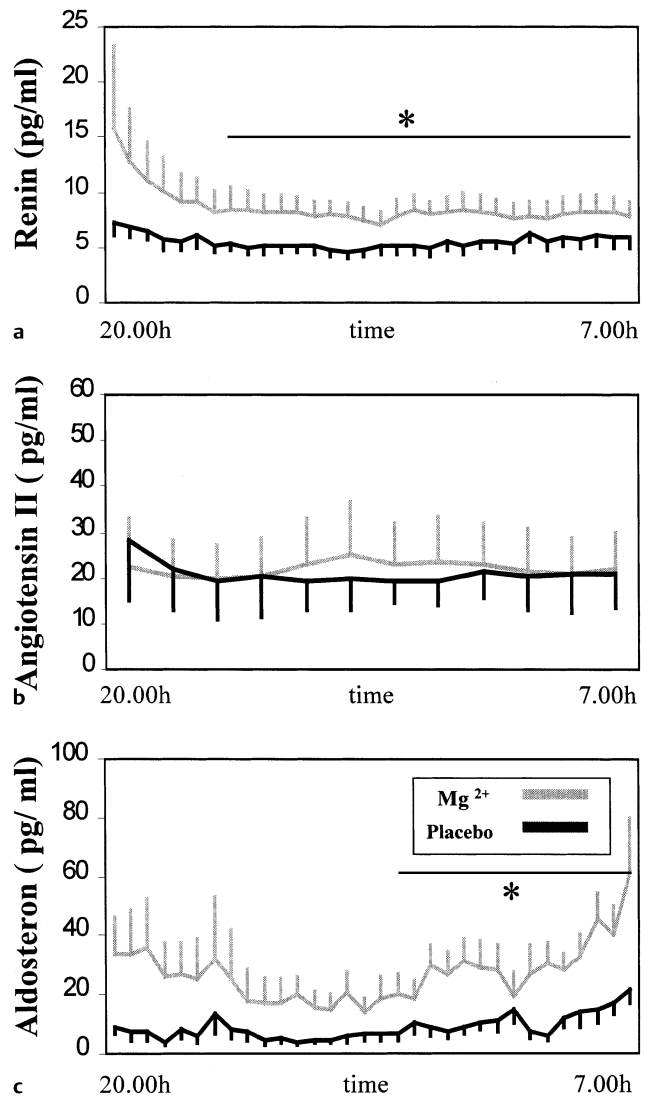 25
20
15
10
5
0
Renin (pg/ml)
*
a
20.00h time 7.00h
60
50
40
30
20
10
0
Angiotensin II ( pg/ml)
b
20.00h time 7.00h
100
80
60
40
20
0
Aldosteron ( pg/ ml)
Mg 2+
Placebo
*
c
20.00h time 7.00h